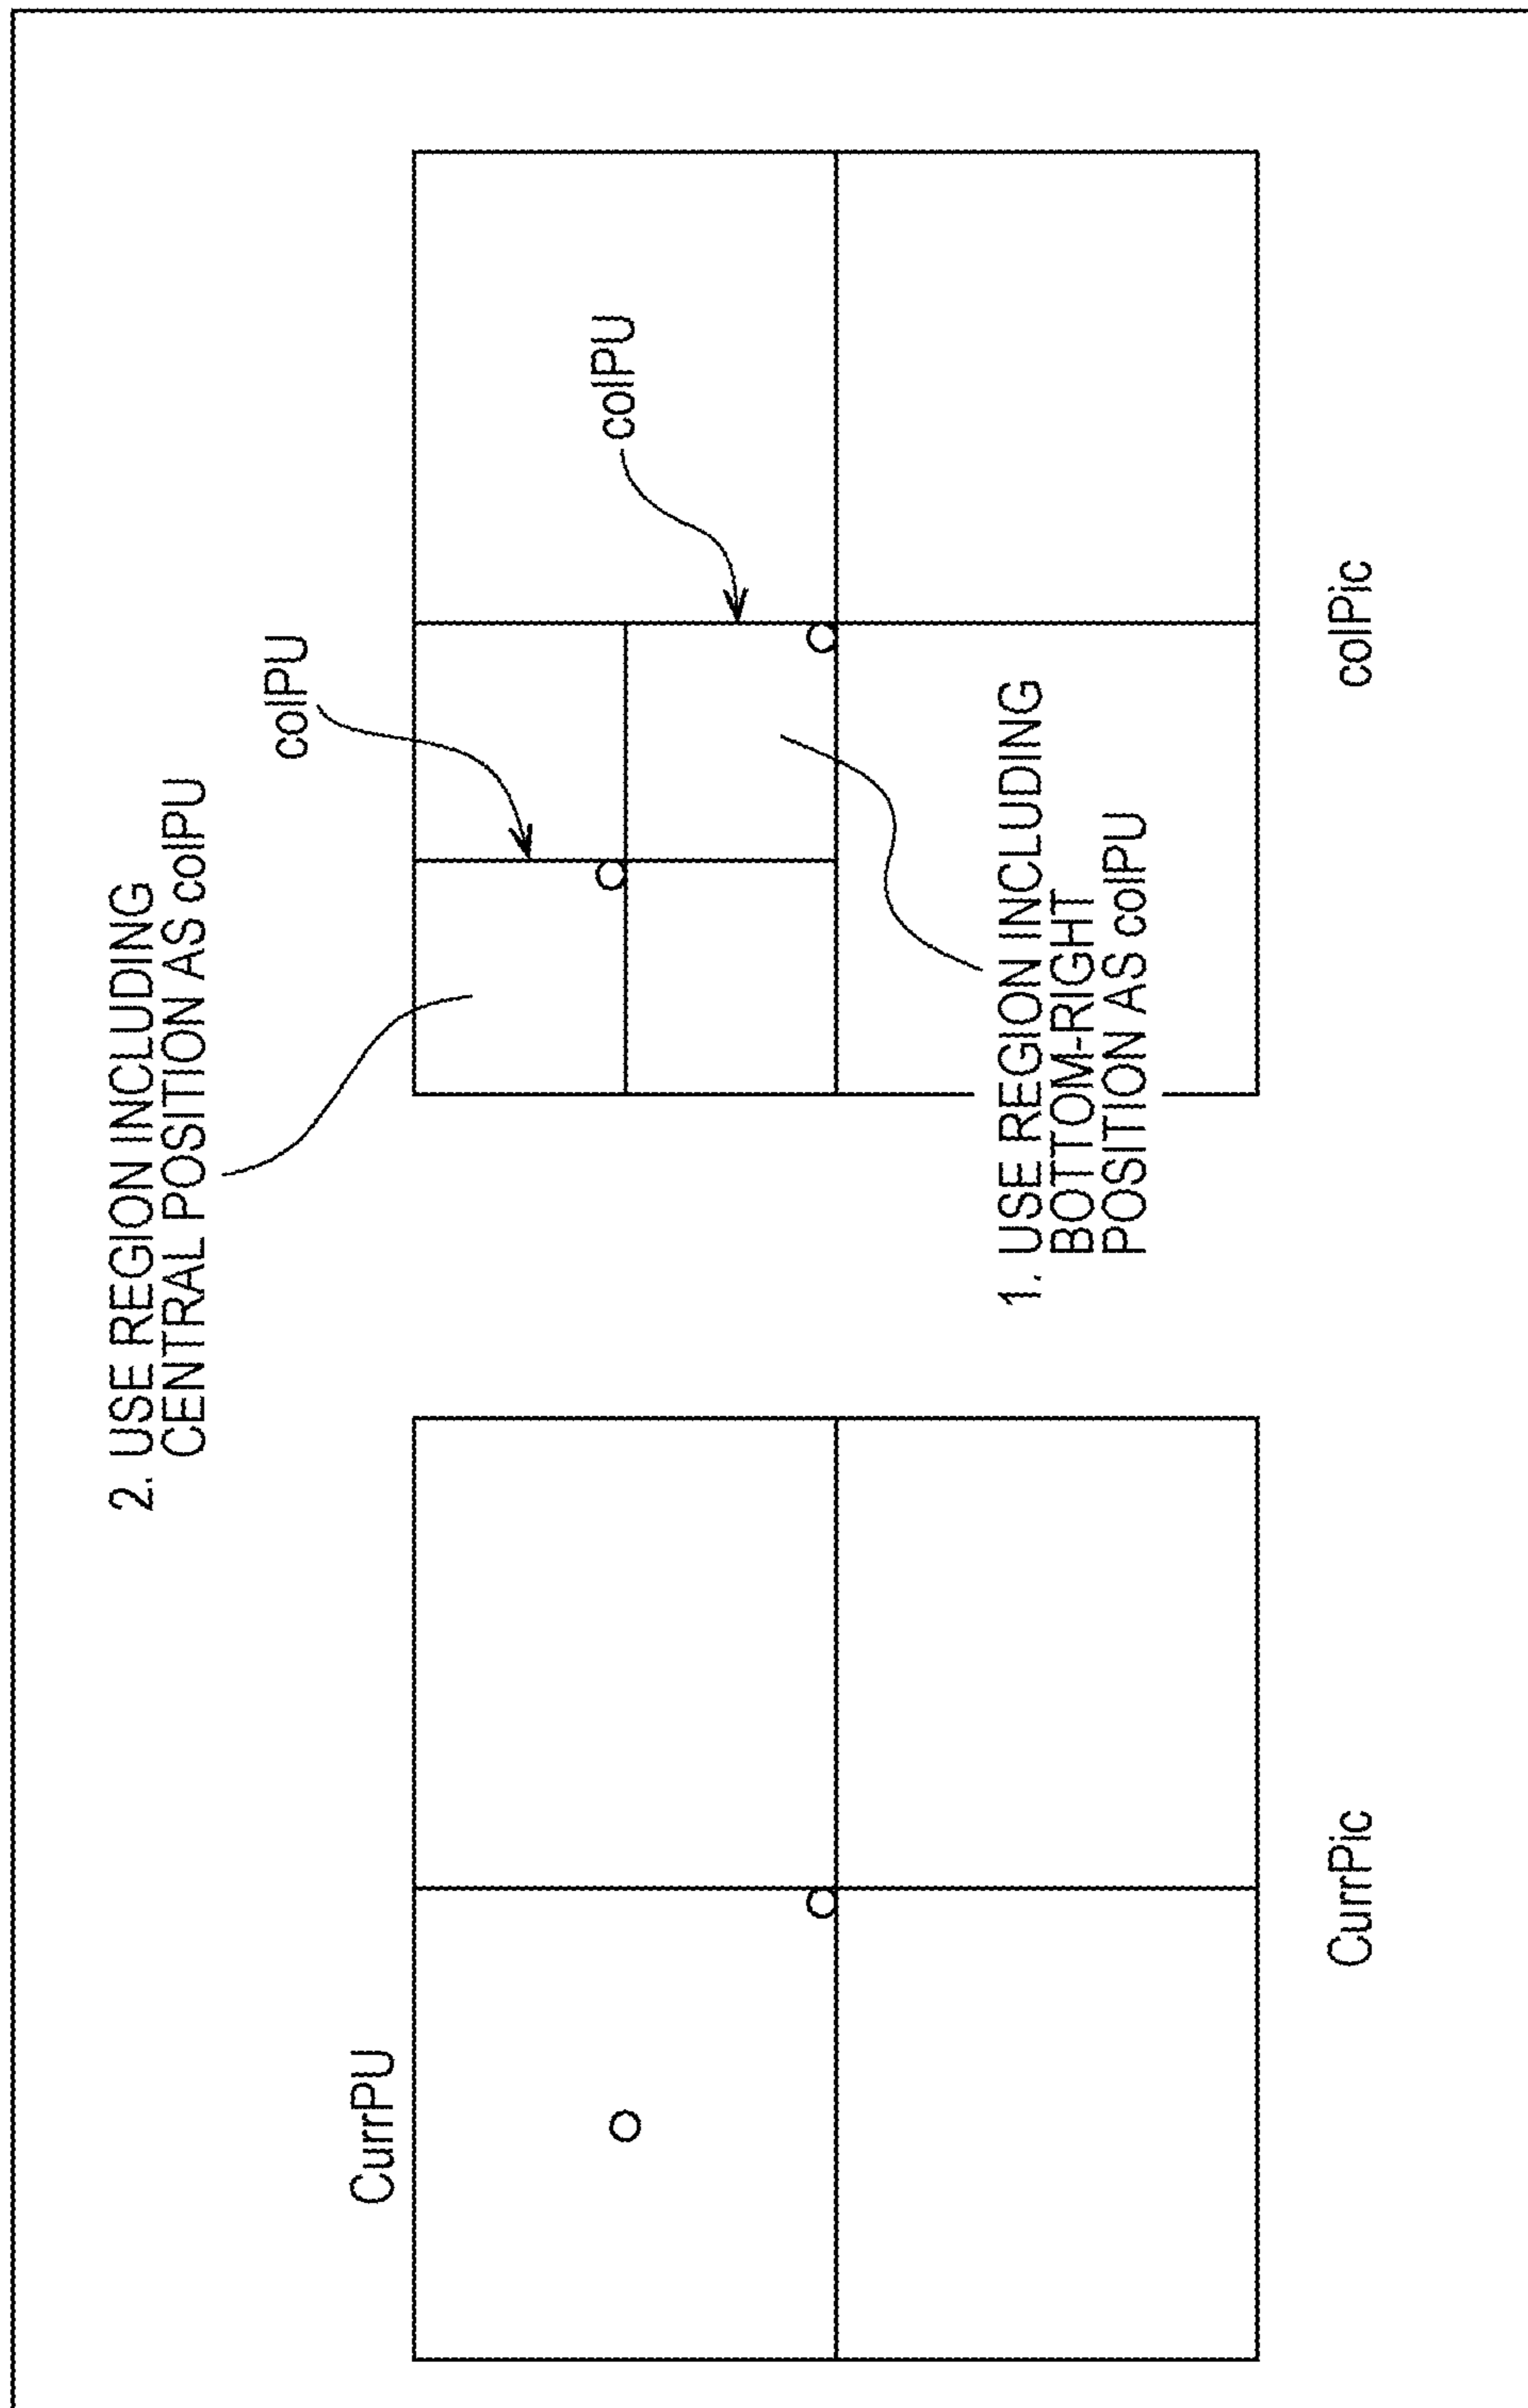 2. USE REGION INCLUDING
CENTRAL POSITION AS colPU
colPU
colPU
CurrPU
1. USE REGION INCLUDING
BOTTOM-RIGHT
POSITION AS colPU
CurrPic
colPic